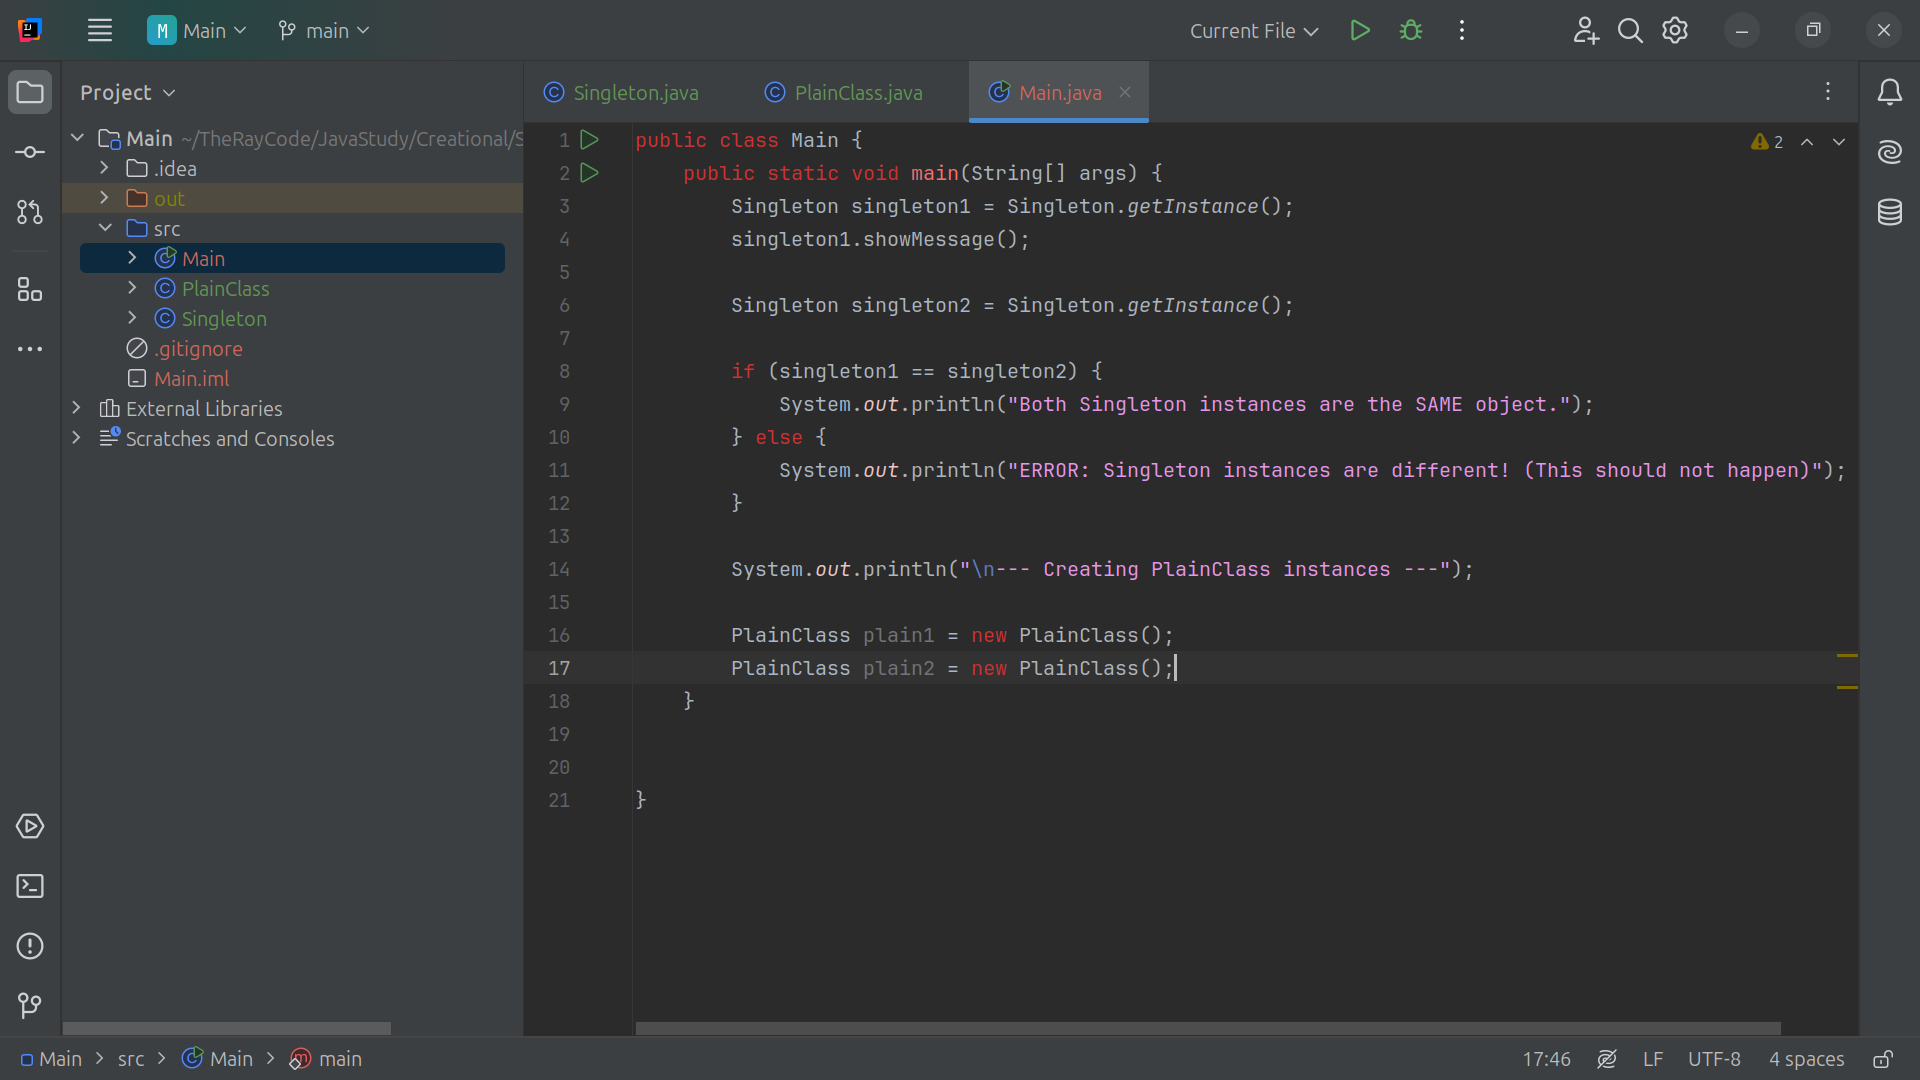 M Main main Current File
Project
Main ~/TheRayCode/JavaStudy/Creational/S
.idea
out
src
Main
PlainClass
Singleton
.gitignore
Main.iml
External Libraries
Scratches and Consoles
Singleton.java PlainClass.java Main.java
2
1 public class Main {
2 public static void main(String[] args) {
3 Singleton singleton1 = Singleton.getInstance();
4 singleton1.showMessage();
5
6 Singleton singleton2 = Singleton.getInstance();
7
8 if (singleton1 == singleton2) {
9 System.out.println("Both Singleton instances are the SAME object.");
10 } else {
11 System.out.println("ERROR: Singleton instances are different! (This should not happen)");
12 }
13
14 System.out.println("\n--- Creating PlainClass instances ---");
15
16 PlainClass plain1 = new PlainClass();
17 PlainClass plain2 = new PlainClass();
18 }
19
20
21 }
Main > src > Main > main 17:46 LF UTF-8 4 spaces